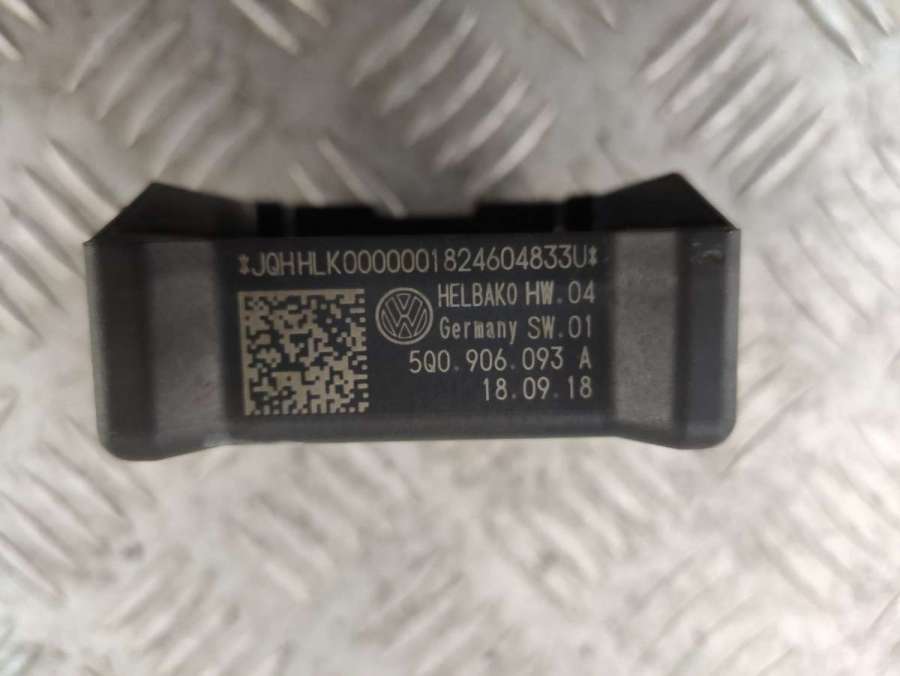 *JQHHLK0000001824604833U*
HELBAKO HW.04
Germany SW.01
5Q0.906.093 A
18.09.18